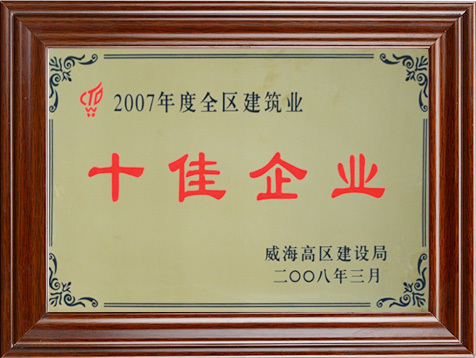 2007年度全区建筑业
十佳企业
威海高区建设局
二〇〇八年三月